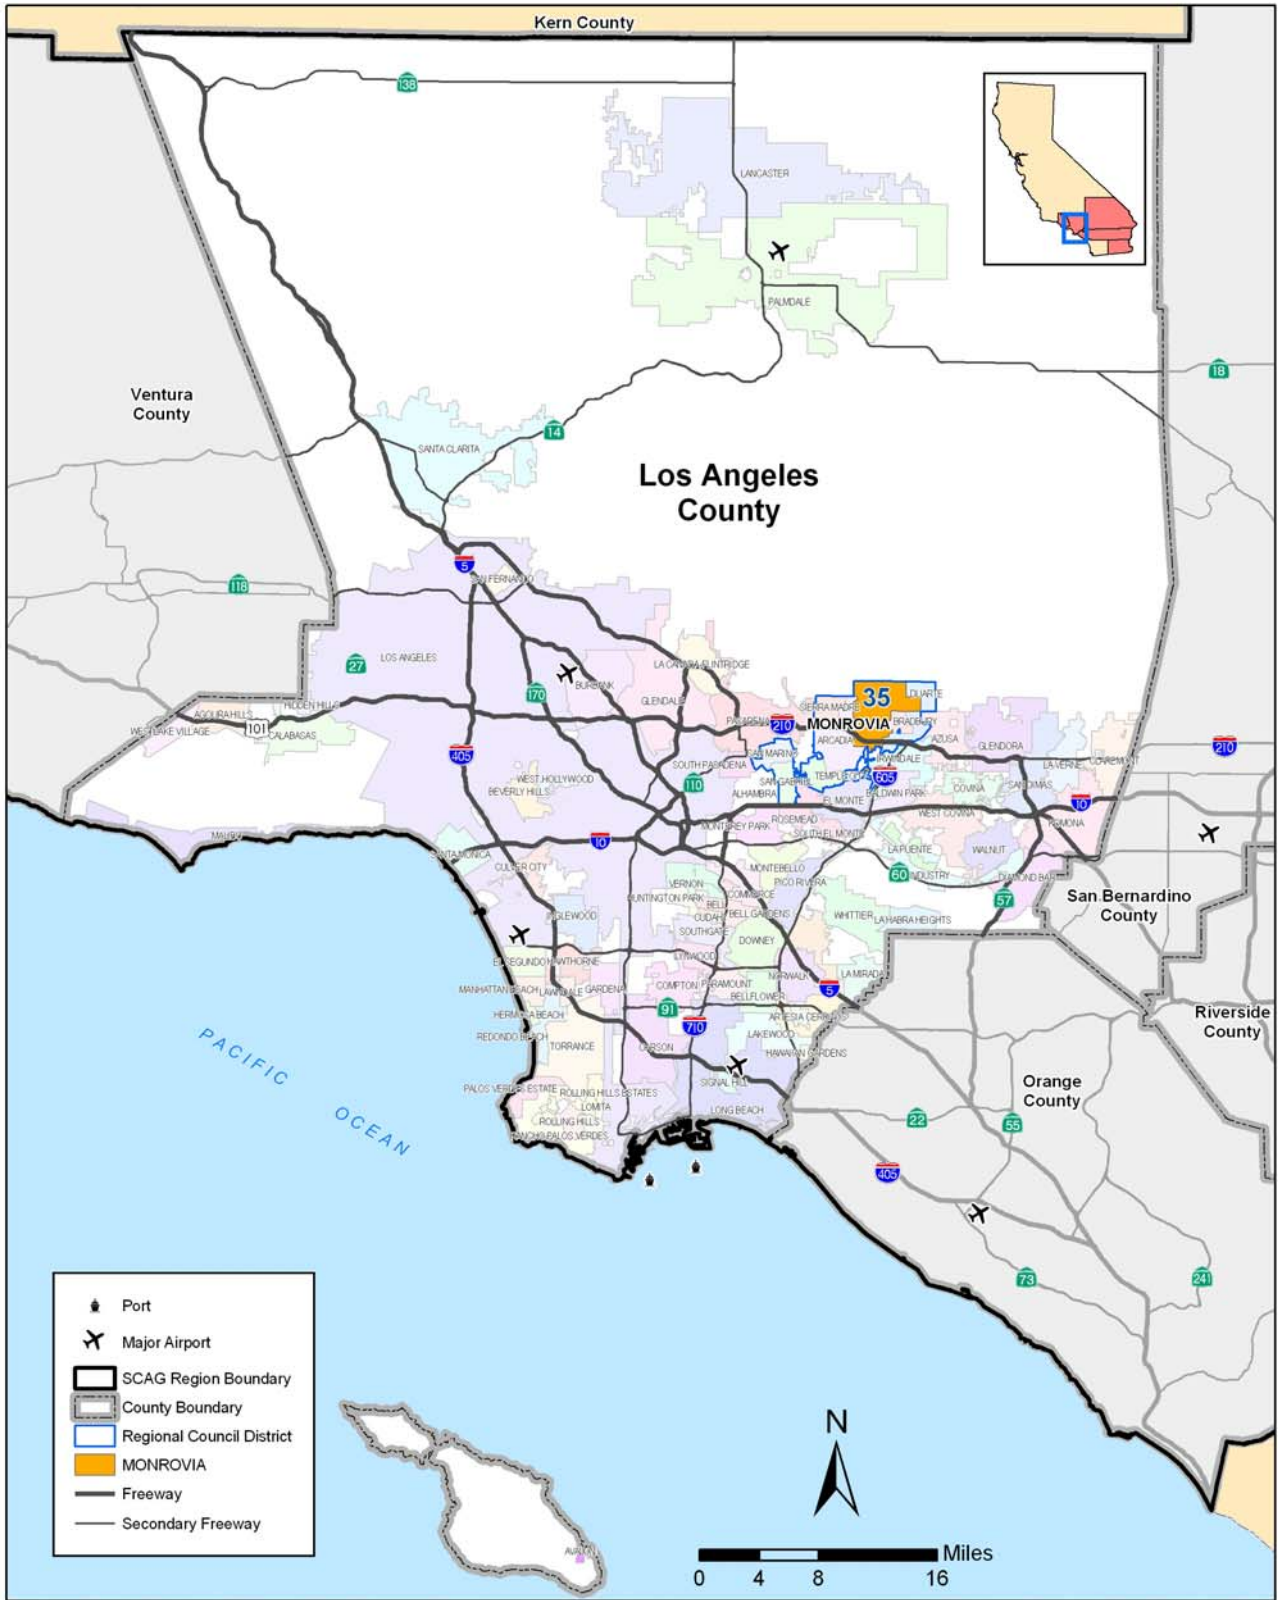 Kern County
138
LANCASTER
PALMDALE
18
Ventura
County
14
SANTA CLARITA
Los Angeles
County
5
SAN FERNANDO
118
27
LOS ANGELES
LA CANADA FLINTRIDGE
170
BURBANK
GLENDALE
35
DUARTE
SIERRA MADRE
HIDDEN HILLS
AGOURA HILLS
WESTLAKE VILLAGE
101
CALABASAS
PASADENA
210
MONROVIA
BRADBURY
ARCADIA
AZUSA
GLENDORA
210
405
SAN MARINO
IRWINDALE
LA VERNE
CLAREMONT
SOUTH PASADENA
605
WEST HOLLYWOOD
110
SAN GABRIEL
TEMPLE CITY
SAN DIMAS
BEVERLY HILLS
ALHAMBRA
BALDWIN PARK
COVINA
EL MONTE
10
WEST COVINA
ROSEMEAD
POMONA
MONTEREY PARK
SOUTH EL MONTE
MALIBU
10
SANTA MONICA
LA PUENTE
WALNUT
CULVER CITY
MONTEBELLO
60
INDUSTRY
DIAMOND BAR
VERNON
PICO RIVERA
COMMERCE
HUNTINGTON PARK
57
San Bernardino
County
BELL
CUDAHY
BELL GARDENS
WHITTIER
LA HABRA HEIGHTS
INGLEWOOD
SOUTHGATE
DOWNEY
LYNWOOD
EL SEGUNDO
HAWTHORNE
NORWALK
LA MIRADA
MANHATTAN BEACH
LAWNDALE
GARDENA
COMPTON
PARAMOUNT
BELLFLOWER
5
91
HERMOSA BEACH
710
ARTESIA
CERRITOS
Riverside
County
REDONDO BEACH
TORRANCE
CARSON
LAKEWOOD
HAWAIIAN GARDENS
PACIFIC
OCEAN
PALOS VERDES ESTATE
ROLLING HILLS ESTATES
SIGNAL HILL
Orange
County
LOMITA
LONG BEACH
ROLLING HILLS
22
55
RANCHO PALOS VERDES
405
73
241
Port
Major Airport
SCAG Region Boundary
County Boundary
Regional Council District
MONROVIA
Freeway
Secondary Freeway
AVALON
N
Miles
0 4 8 16